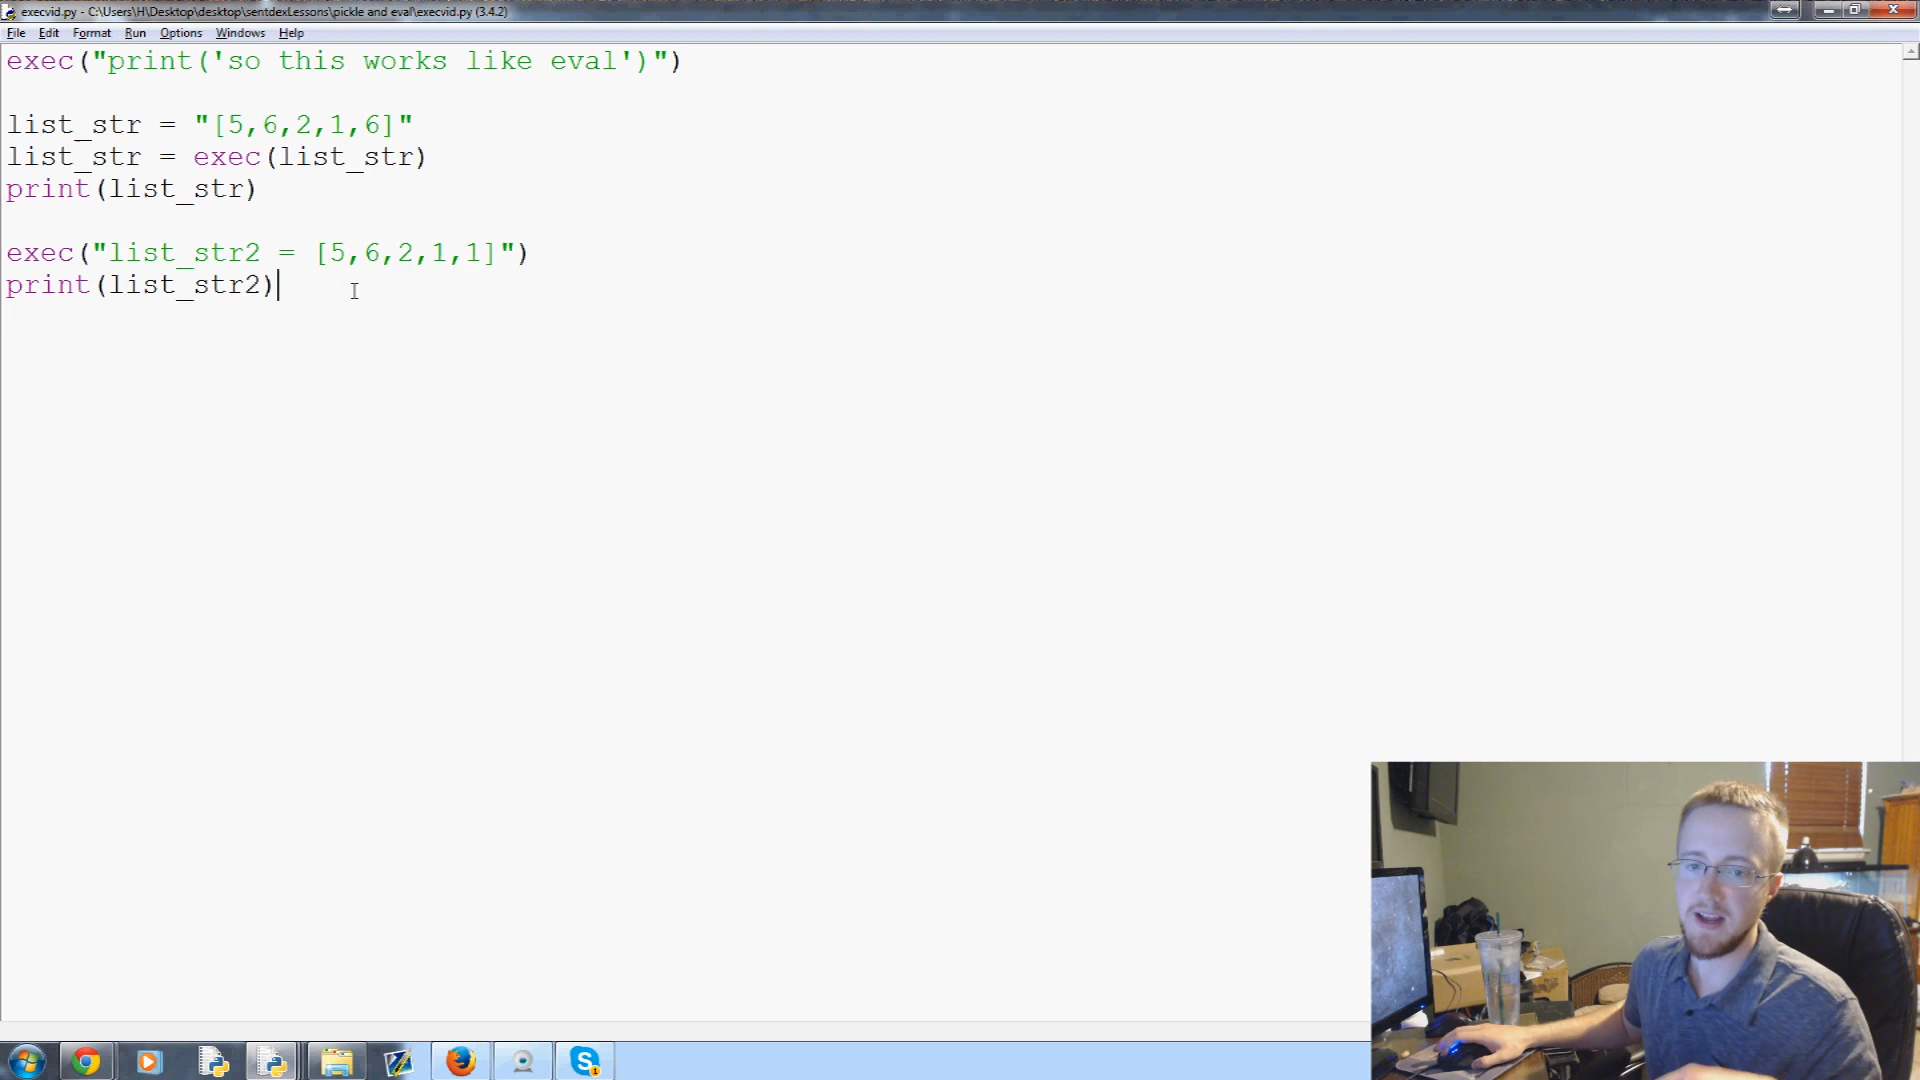 execvid.py - C:\Users\H\Desktop\desktop\sentdexLessons\pickle and eval\execvid.py (3.4.2)
File Edit Format Run Options Windows Help
exec("print('so this works like eval')")
list_str = "[5,6,2,1,6]"
list_str = exec(list_str)
print(list_str)
exec("list_str2 = [5,6,2,1,1]")
print(list_str2)